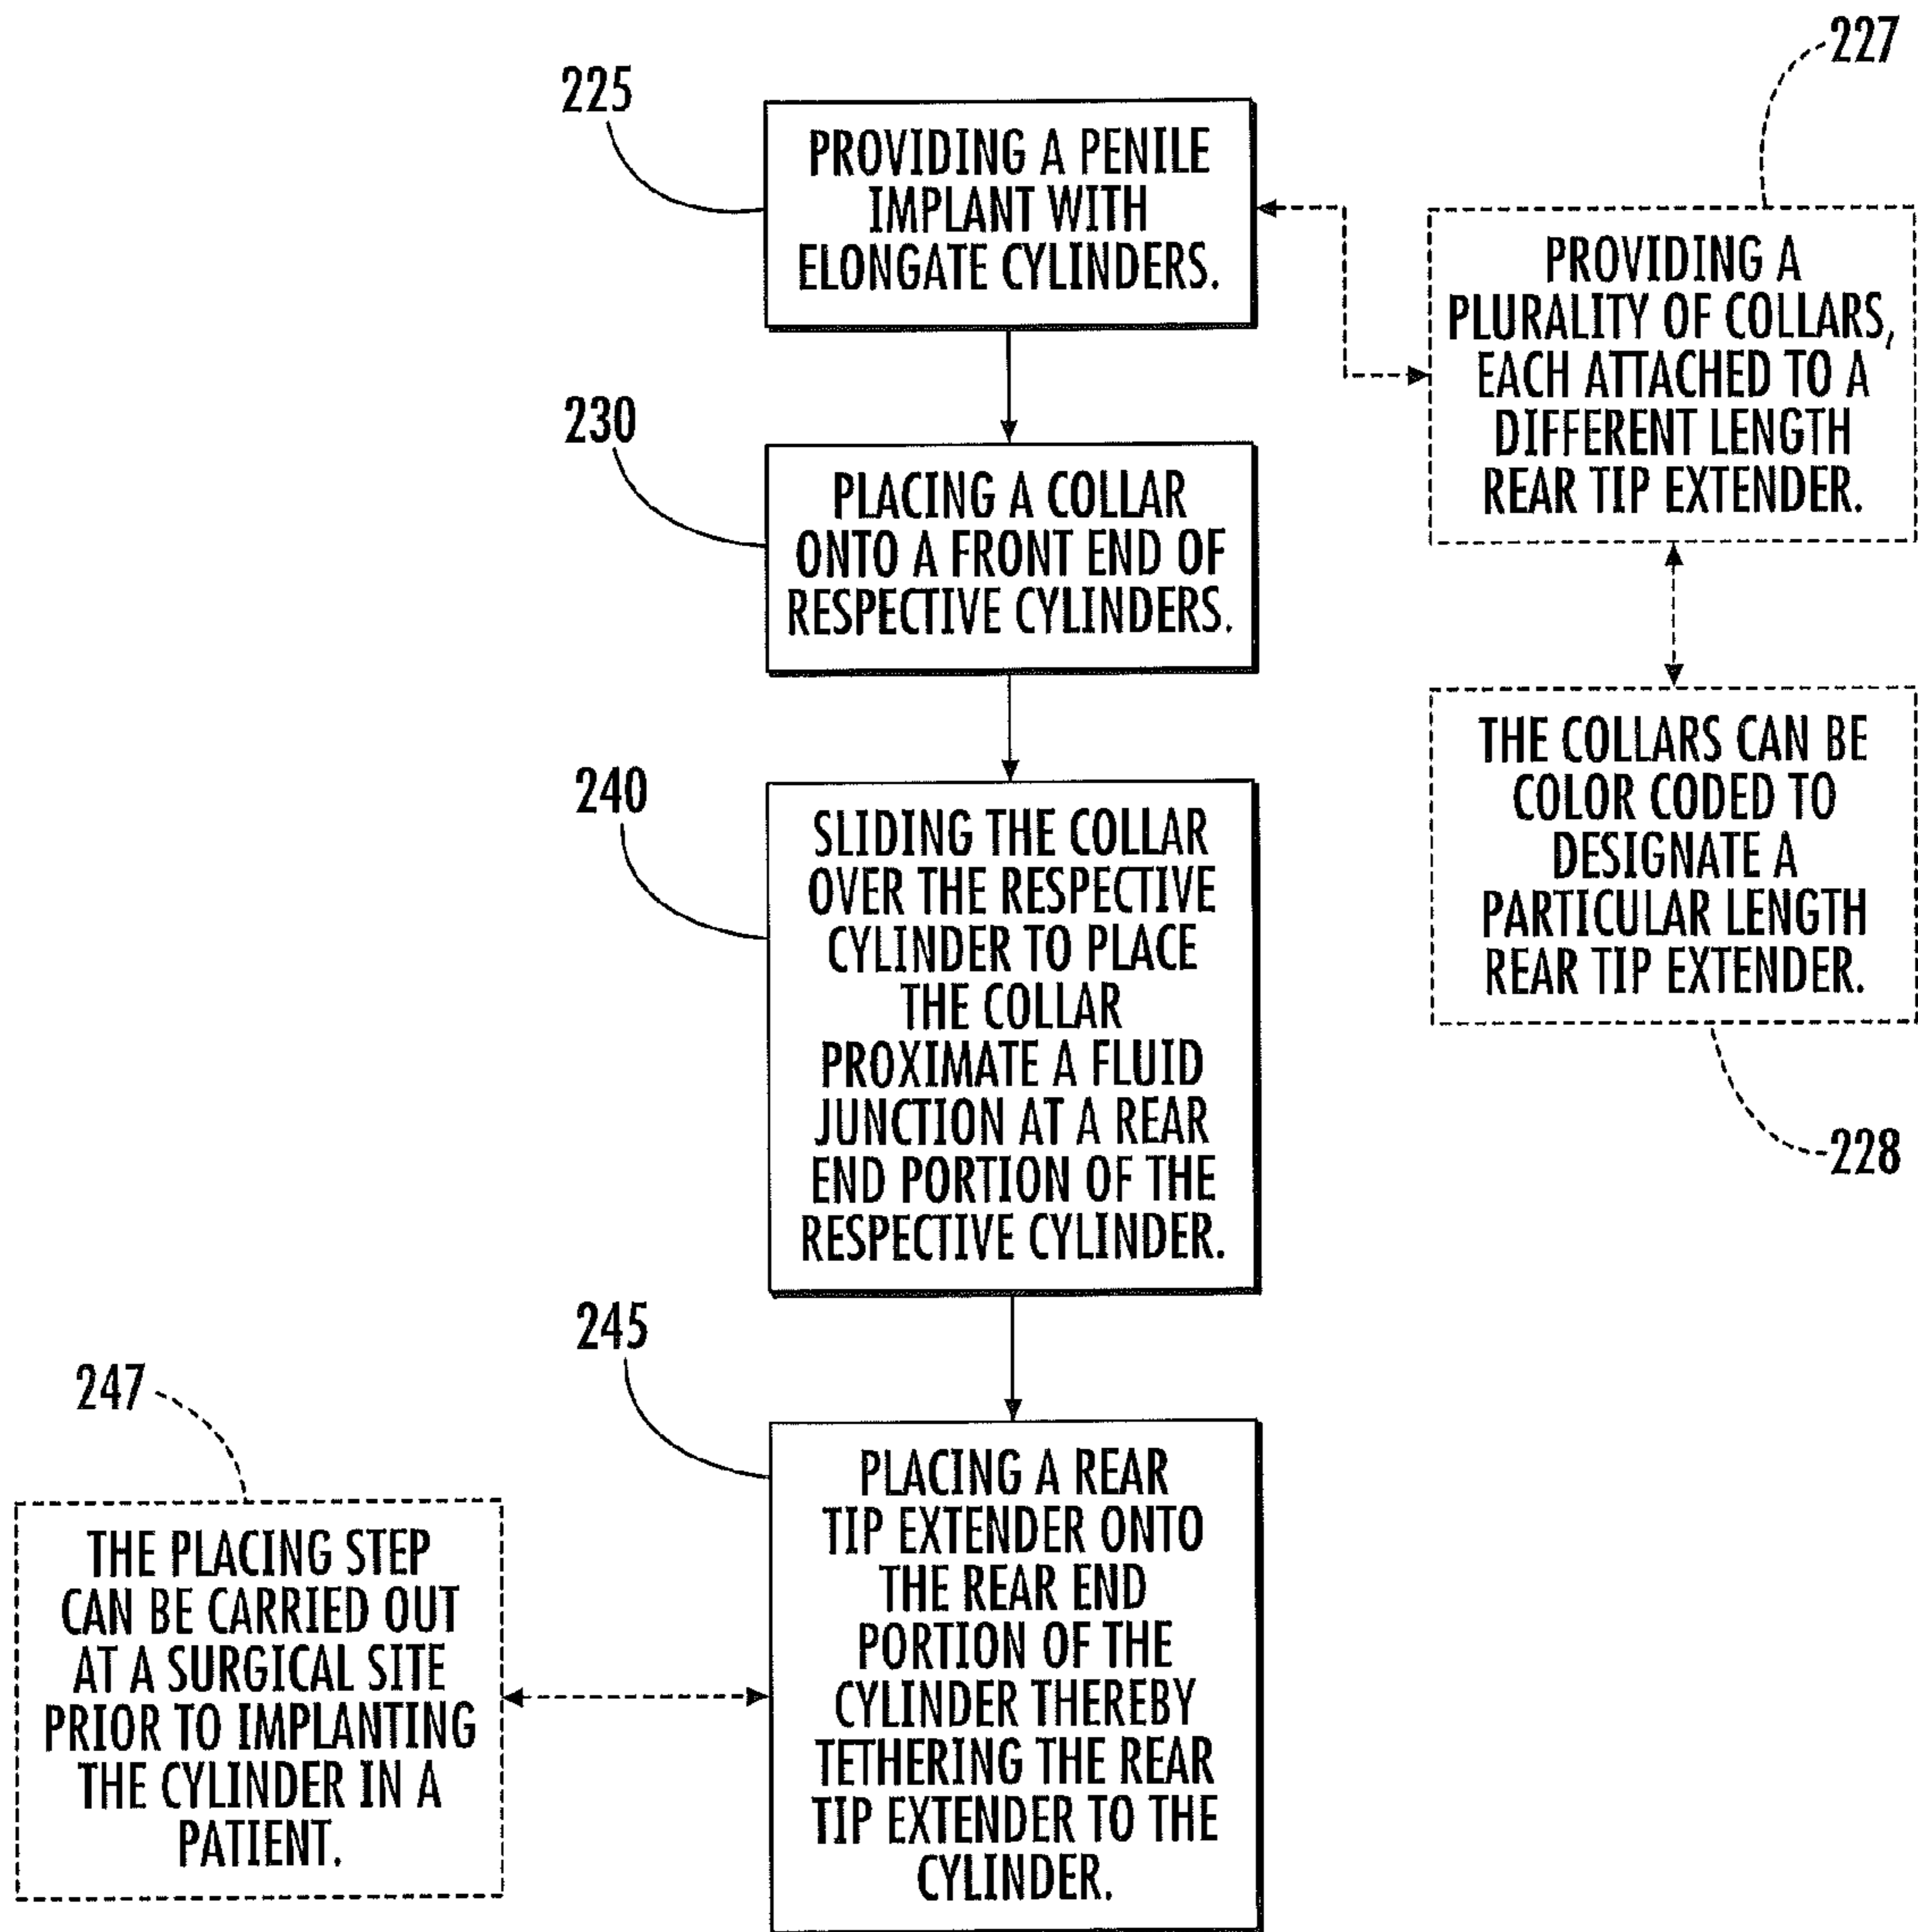 225
PROVIDING A PENILE
IMPLANT WITH
ELONGATE CYLINDERS.
227
PROVIDING A
PLURALITY OF COLLARS,
EACH ATTACHED TO A
DIFFERENT LENGTH
REAR TIP EXTENDER.
230
PLACING A COLLAR
ONTO A FRONT END OF
RESPECTIVE CYLINDERS.
THE COLLARS CAN BE
COLOR CODED TO
DESIGNATE A
PARTICULAR LENGTH
REAR TIP EXTENDER.
228
240
SLIDING THE COLLAR
OVER THE RESPECTIVE
CYLINDER TO PLACE
THE COLLAR
PROXIMATE A FLUID
JUNCTION AT A REAR
END PORTION OF THE
RESPECTIVE CYLINDER.
245
PLACING A REAR
TIP EXTENDER ONTO
THE REAR END
PORTION OF THE
CYLINDER THEREBY
TETHERING THE REAR
TIP EXTENDER TO THE
CYLINDER.
247
THE PLACING STEP
CAN BE CARRIED OUT
AT A SURGICAL SITE
PRIOR TO IMPLANTING
THE CYLINDER IN A
PATIENT.